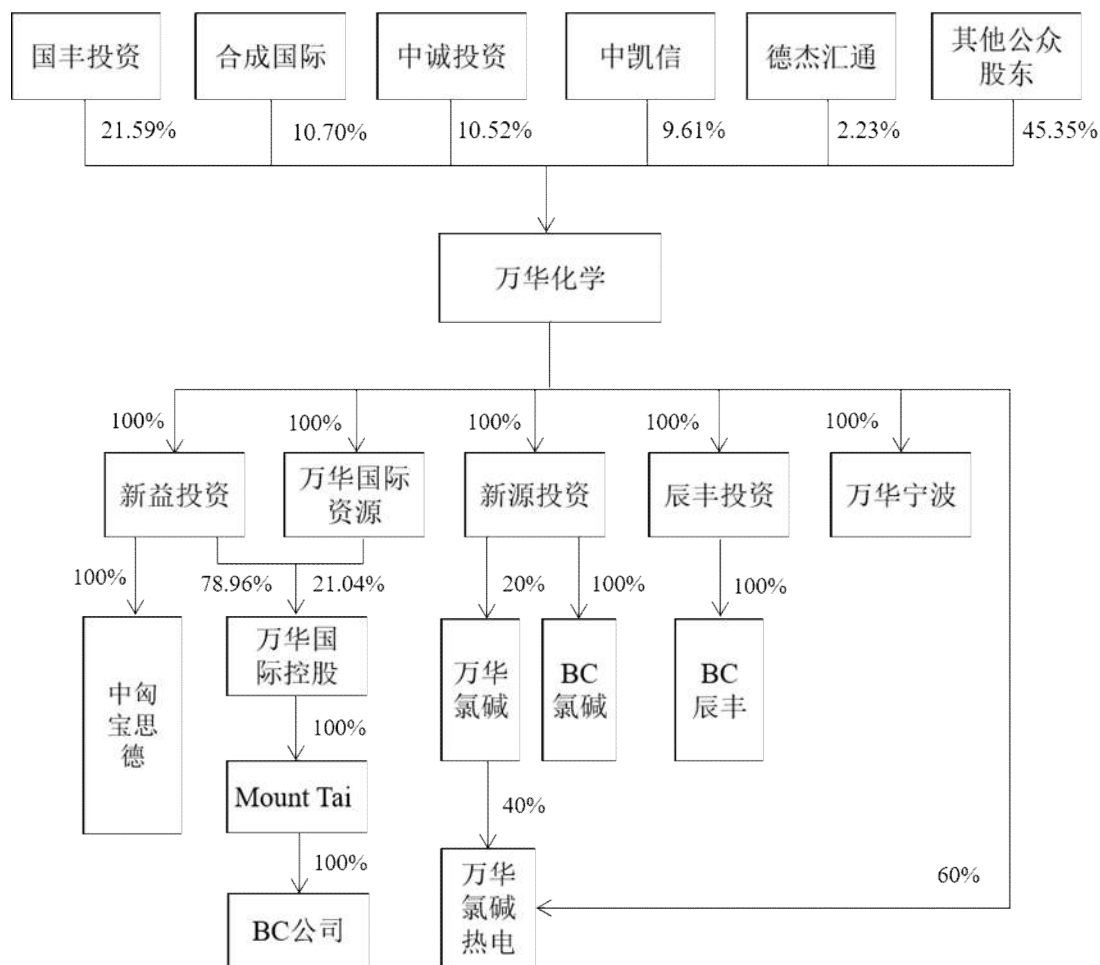 国丰投资
合成国际
中诚投资
中凯信
德杰汇通
其他公众
股东
21.59%
10.70%
10.52%
9.61%
2.23%
45.35%
万华化学
100%
100%
100%
100%
100%
新益投资
万华国际
资源
新源投资
辰丰投资
万华宁波
100%
78.96%
21.04%
20%
100%
100%
中匈
宝思
德
万华国
际控股
万华
氯碱
BC
氯碱
BC
辰丰
100%
Mount Tai
40%
100%
60%
BC公司
万华
氯碱
热电